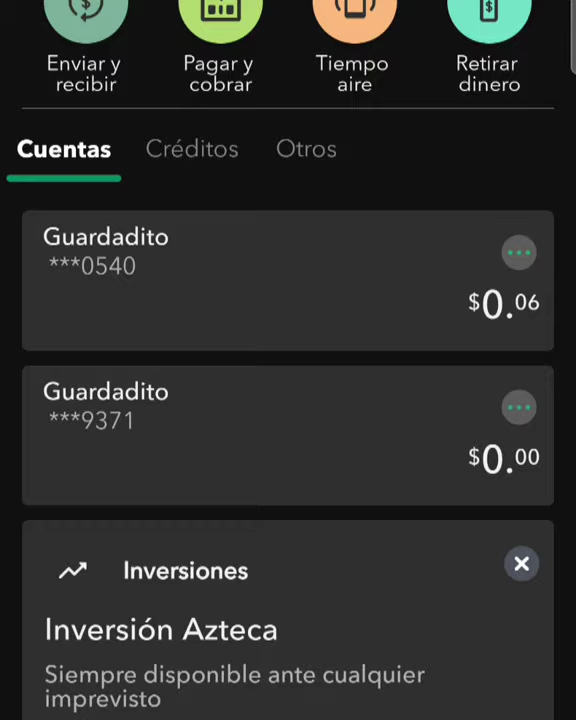 Enviar y
recibir
Pagar y
cobrar
Tiempo
aire
Retirar
dinero
Cuentas
Créditos
Otros
Guardadito
***0540
$0.06
Guardadito
***9371
$0.00
Inversiones
Inversión Azteca
Siempre disponible ante cualquier
imprevisto